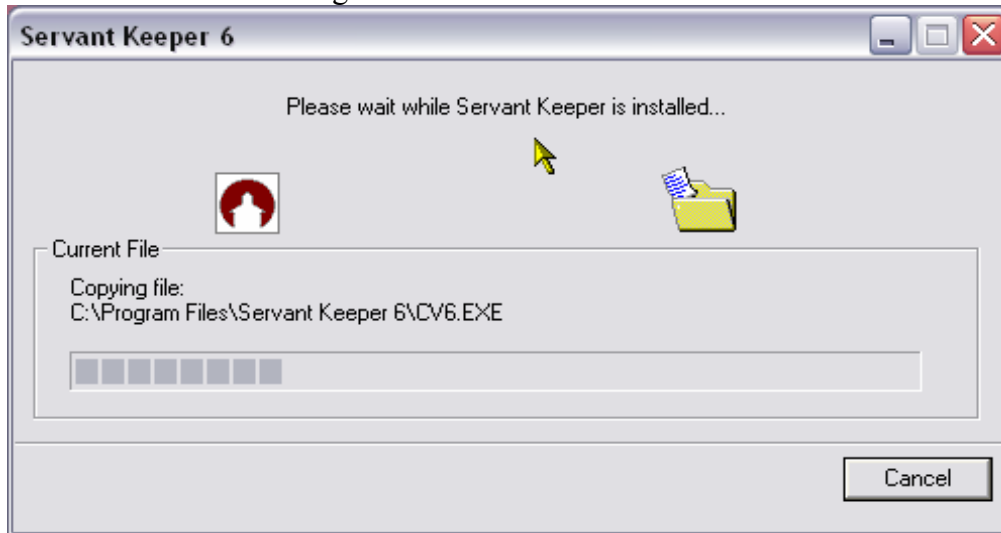 Servant Keeper 6
Please wait while Servant Keeper is installed...
Current File
Copying file:
C:\Program Files\Servant Keeper 6\CV6.EXE
Cancel